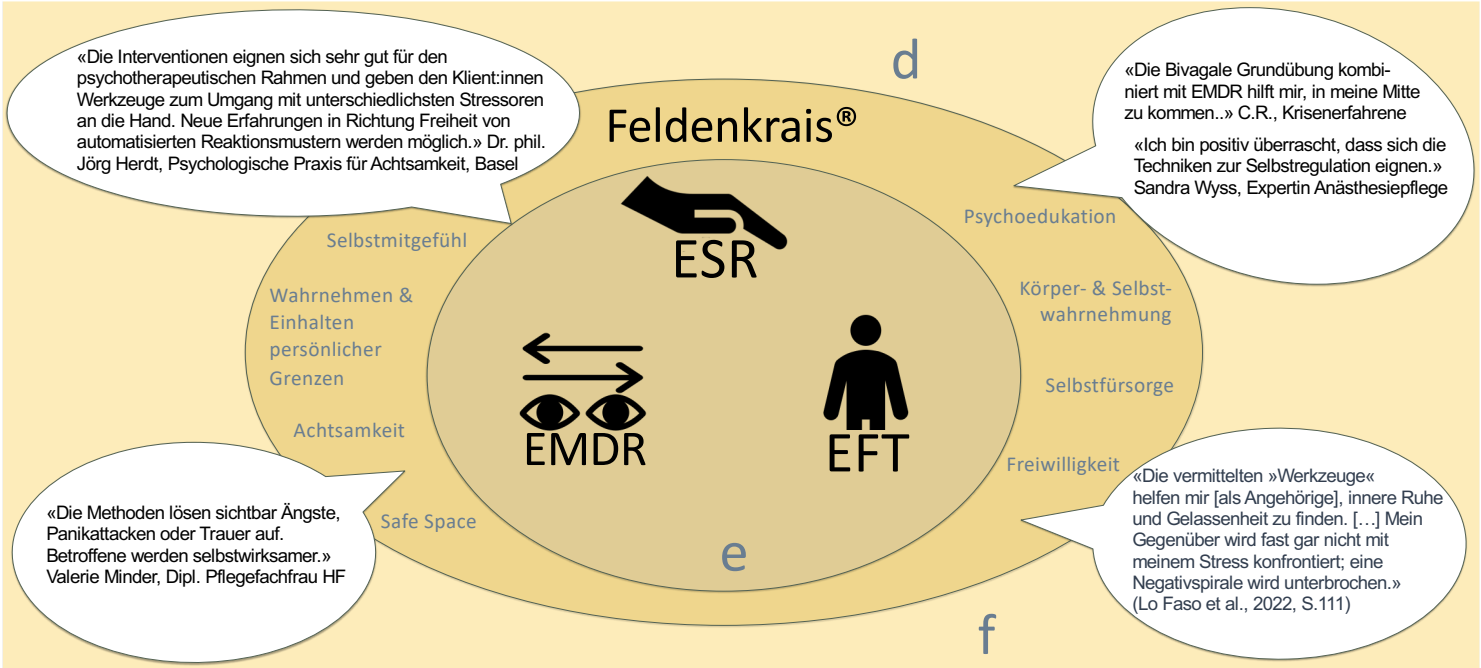 «Die Interventionen eignen sich sehr gut für den
psychotherapeutischen Rahmen und geben den Klient:innen
Werkzeuge zum Umgang mit unterschiedlichsten Stressoren
an die Hand. Neue Erfahrungen in Richtung Freiheit von
automatisierten Reaktionsmustern werden möglich.» Dr. phil.
Jörg Herdt, Psychologische Praxis für Achtsamkeit, Basel
d
«Die Bivagale Grundübung kombi-
niert mit EMDR hilft mir, in meine Mitte
zu kommen..» C.R., Krisenerfahrene
«Ich bin positiv überrascht, dass sich die
Techniken zur Selbstregulation eignen.»
Sandra Wyss, Expertin Anästhesiepflege
Feldenkrais®
ESR
EMDR
EFT
Selbstmitgefühl
Wahrnehmen &
Einhalten
persönlicher
Grenzen
Achtsamkeit
Safe Space
Psychoedukation
Körper- & Selbst-
wahrnehmung
Selbstfürsorge
Freiwilligkeit
«Die Methoden lösen sichtbar Ängste,
Panikattacken oder Trauer auf.
Betroffene werden selbstwirksamer.»
Valerie Minder, Dipl. Pflegefachfrau HF
e
«Die vermittelten »Werkzeuge«
helfen mir [als Angehörige], innere Ruhe
und Gelassenheit zu finden. […] Mein
Gegenüber wird fast gar nicht mit
meinem Stress konfrontiert; eine
Negativspirale wird unterbrochen.»
(Lo Faso et al., 2022, S.111)
f